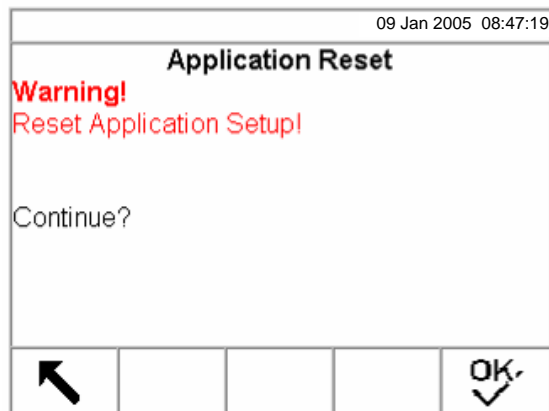 09 Jan 2005 08:47:19
Application Reset
Warning!
Reset Application Setup!
Continue?
OK